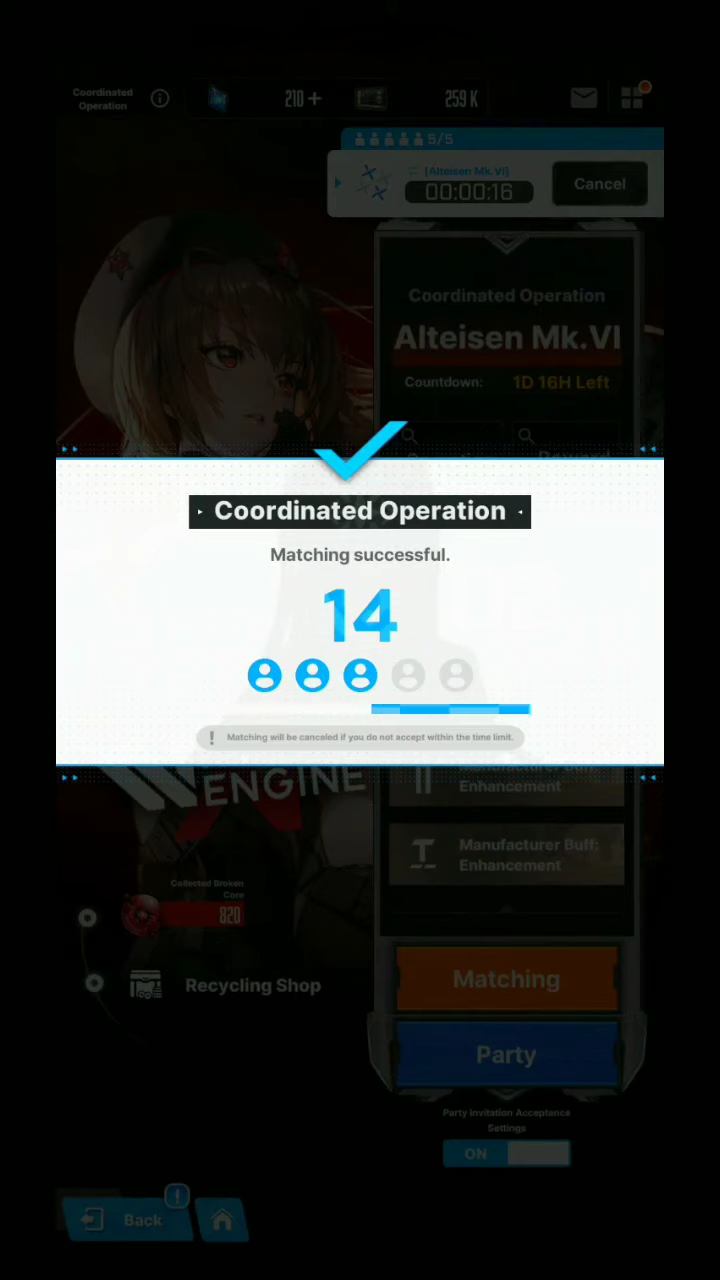 Coordinated
Operation
210 +
259 K
5/5
[Alteisen Mk.VI]
00:00:16
Cancel
Coordinated Operation
Alteisen Mk.VI
Countdown: 1D 16H Left
Coordinated Operation
Matching successful.
14
! Matching will be canceled if you do not accept within the time limit.
ENGINE
Manufacturer Buff:
Enhancement
Manufacturer Buff:
Enhancement
Collected Broken
Core
820
Recycling Shop
Matching
Party
Party Invitation Acceptance
Settings
ON
Back